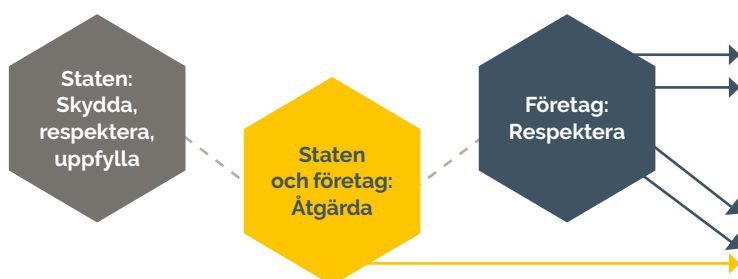 Staten:
Skydda,
respektera,
uppfylla
Staten
och företag:
Åtgärda
Företag:
Respektera